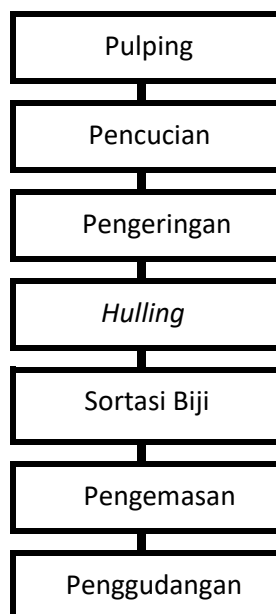 Pulping
Pencucian
Pengeringan
Hulling
Sortasi Biji
Pengemasan
Penggudangan